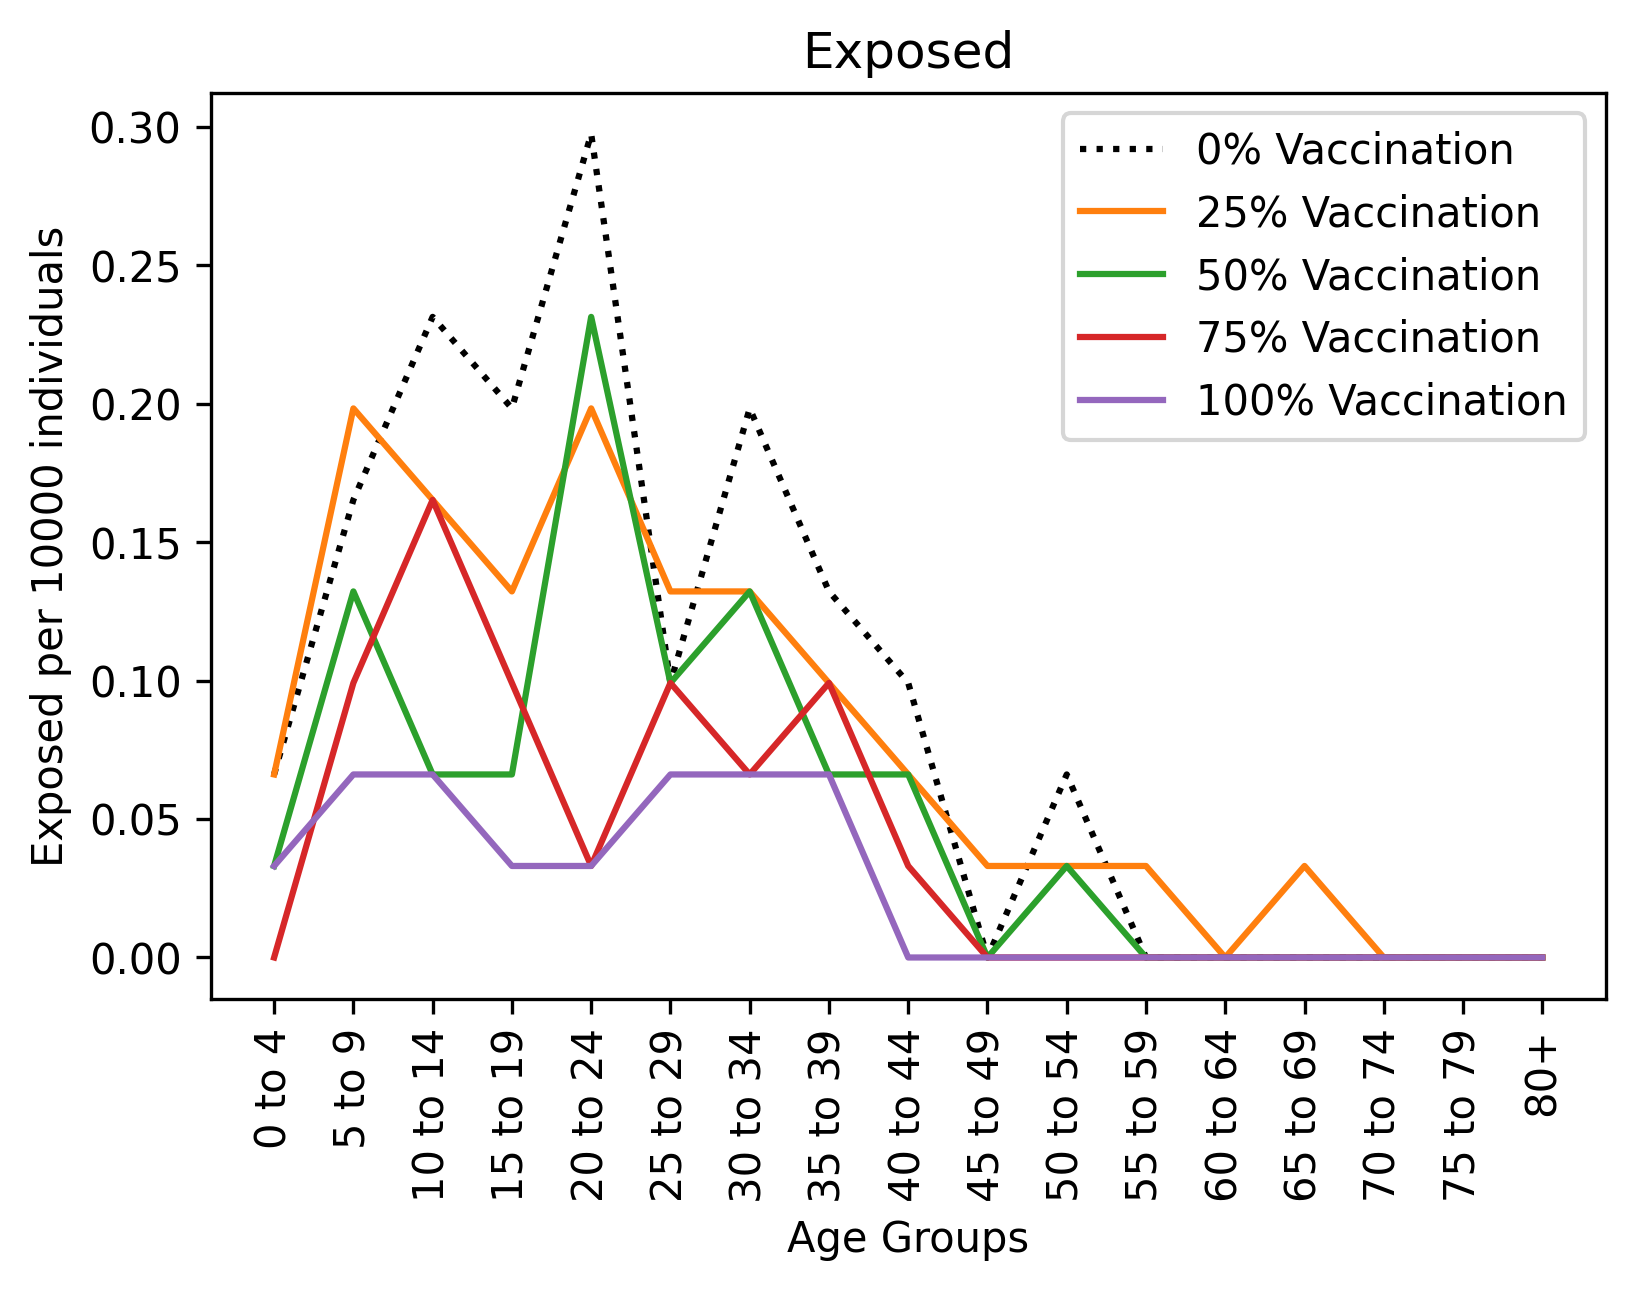 Exposed
0.30
0.25
0.20
0.15
0.10
0.05
0.00
Exposed per 10000 individuals
0% Vaccination
25% Vaccination
50% Vaccination
75% Vaccination
100% Vaccination
0 to 4
5 to 9
10 to 14
15 to 19
20 to 24
25 to 29
30 to 34
35 to 39
40 to 44
45 to 49
50 to 54
55 to 59
60 to 64
65 to 69
70 to 74
75 to 79
80+
Age Groups